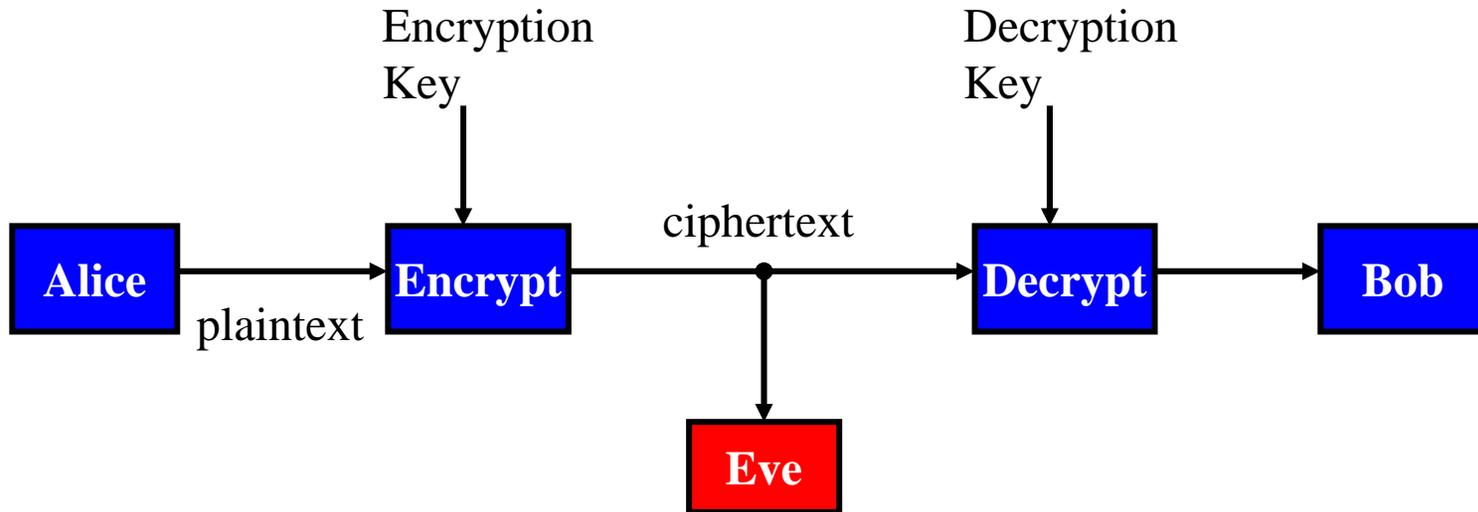 Encryption
Key
Decryption
Key
ciphertext
Alice
Encrypt
Decrypt
Bob
plaintext
Eve